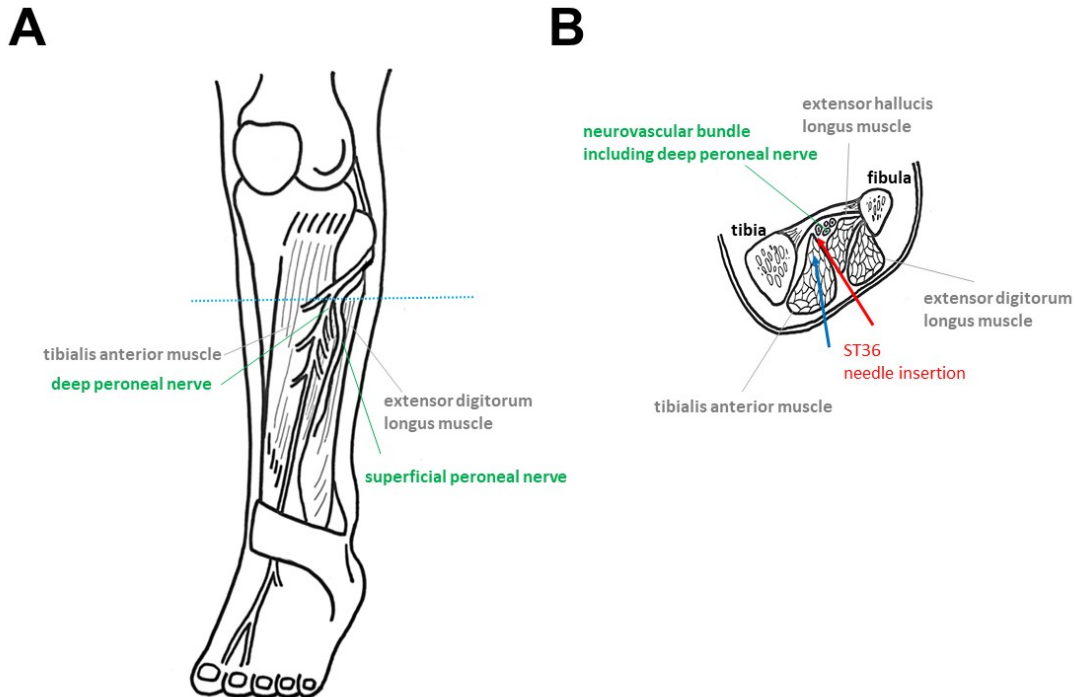 A
tibialis anterior muscle
deep peroneal nerve
extensor digitorum
longus muscle
superficial peroneal nerve
B
extensor hallucis
longus muscle
neurovascular bundle
including deep peroneal nerve
fibula
tibia
extensor digitorum
longus muscle
ST36
needle insertion
tibialis anterior muscle